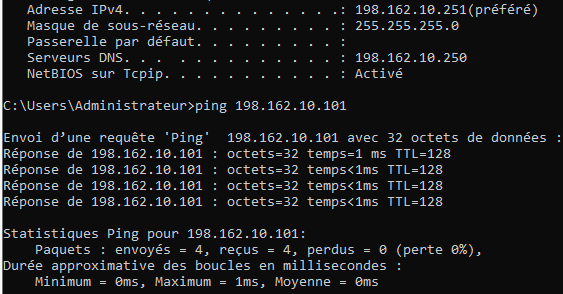 Adresse IPv4. . . . . . . . . . . . . .: 198.162.10.251(préféré)
Masque de sous-réseau. . . . . . . . . : 255.255.255.0
Passerelle par défaut. . . . . . . . . :
Serveurs DNS. . . . . . . . . . . . . : 198.162.10.250
NetBIOS sur Tcpip. . . . . . . . . . . : Activé
C:\Users\Administrateur>ping 198.162.10.101
Envoi d’une requête 'Ping'  198.162.10.101 avec 32 octets de données :
Réponse de 198.162.10.101 : octets=32 temps=1 ms TTL=128
Réponse de 198.162.10.101 : octets=32 temps<1ms TTL=128
Réponse de 198.162.10.101 : octets=32 temps<1ms TTL=128
Réponse de 198.162.10.101 : octets=32 temps<1ms TTL=128
Statistiques Ping pour 198.162.10.101:
Paquets : envoyés = 4, reçus = 4, perdus = 0 (perte 0%),
Durée approximative des boucles en millisecondes :
Minimum = 0ms, Maximum = 1ms, Moyenne = 0ms